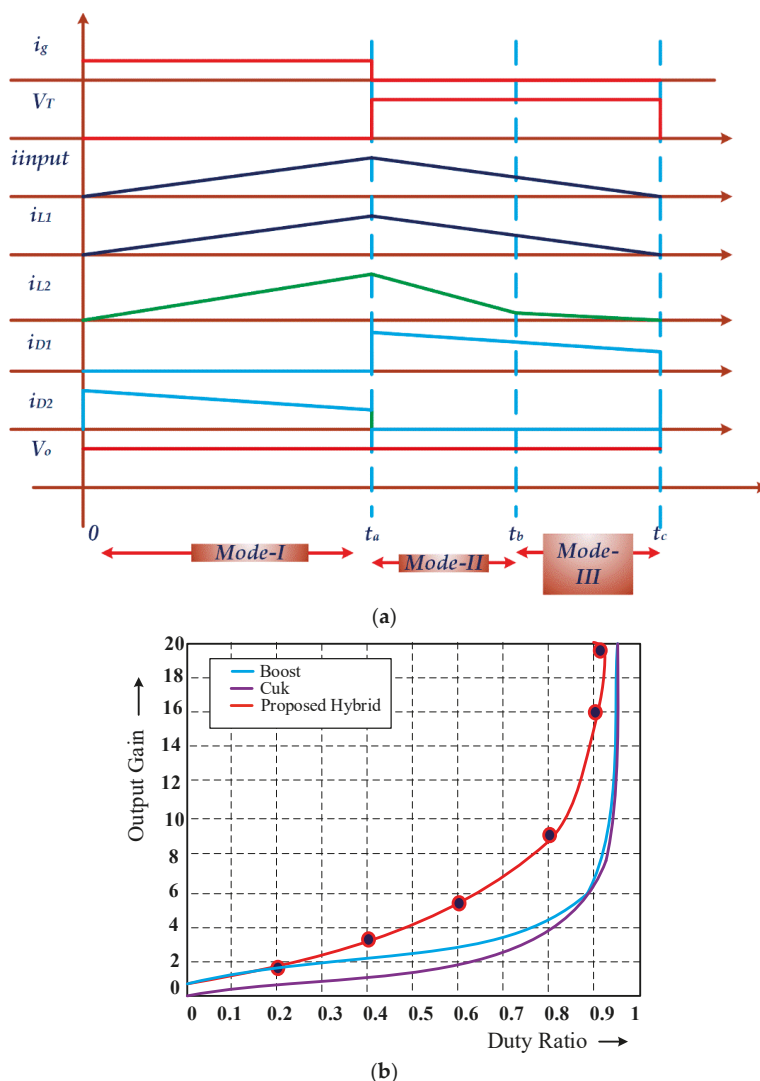 ig
VT
iinput
iL1
iL2
iD1
iD2
Vo
0 ta tb tc
Mode-I Mode-II Mode-
III
(a)
20
18
16
14
12
10
8
6
4
2
0
Output Gain
Boost
Cuk
Proposed Hybrid
0 0.1 0.2 0.3 0.4 0.5 0.6 0.7 0.8 0.9 1
Duty Ratio
(b)